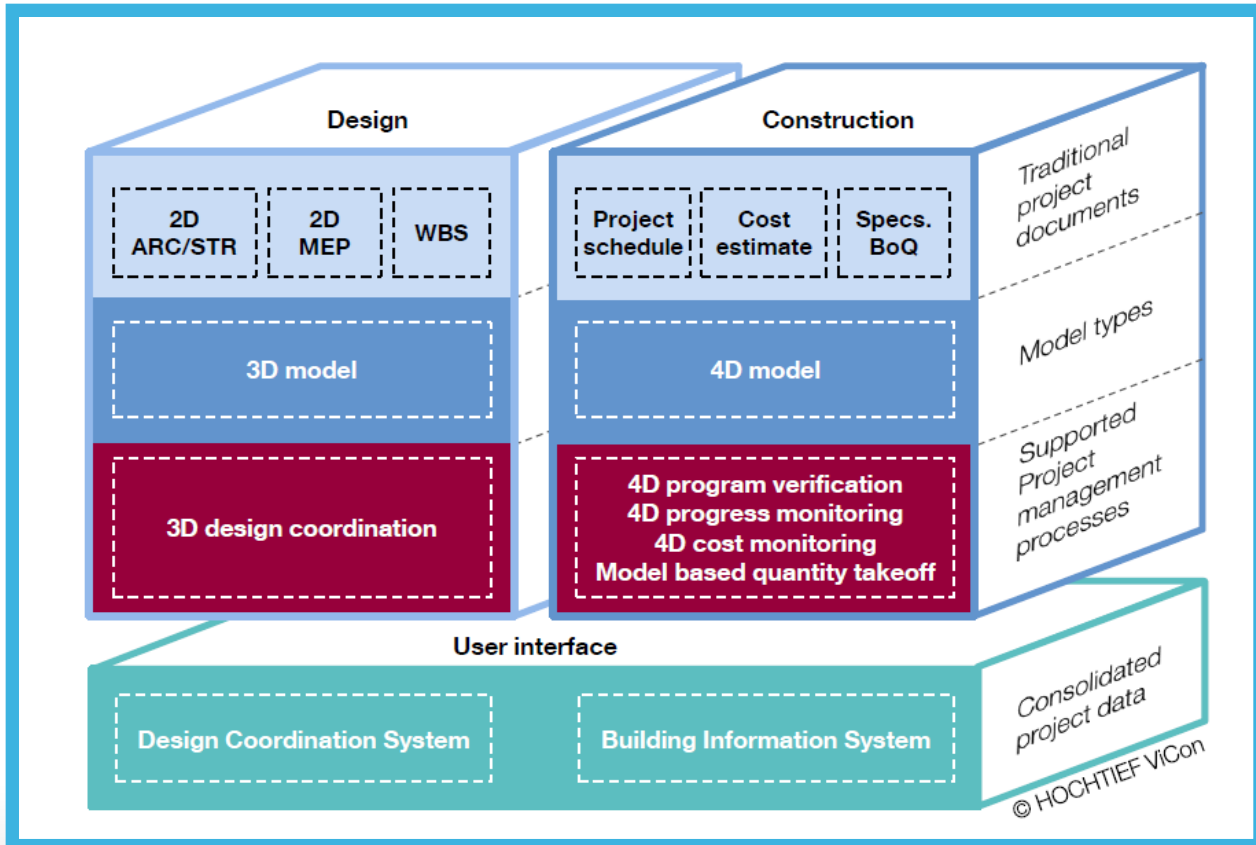 Design
Construction
2D
ARC/STR
2D
MEP
WBS
Project
schedule
Cost
estimate
Specs.
BoQ
Traditional
project
documents
3D model
4D model
Model types
3D design coordination
4D program verification
4D progress monitoring
4D cost monitoring
Model based quantity takeoff
Supported
Project
management
processes
User interface
Design Coordination System
Building Information System
Consolidated
project data
© HOCHTIEF ViCon